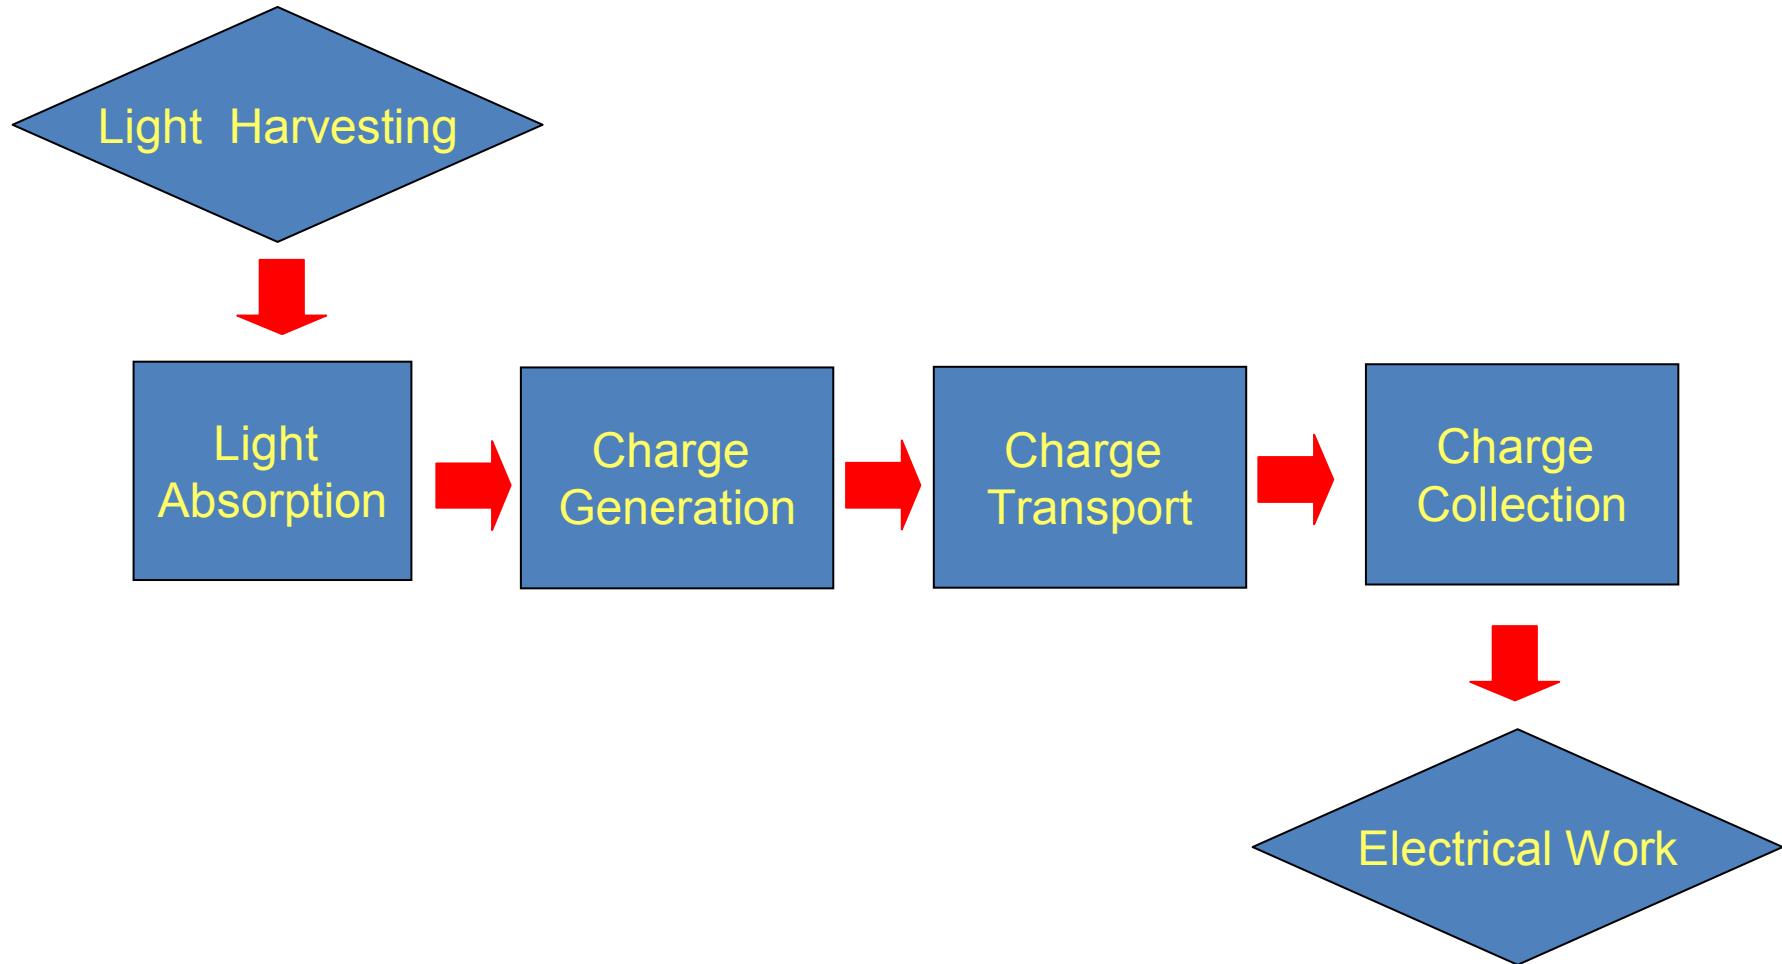 Light  Harvesting
Light
Absorption
Charge
Generation
Charge
Transport
Charge
Collection
Electrical Work